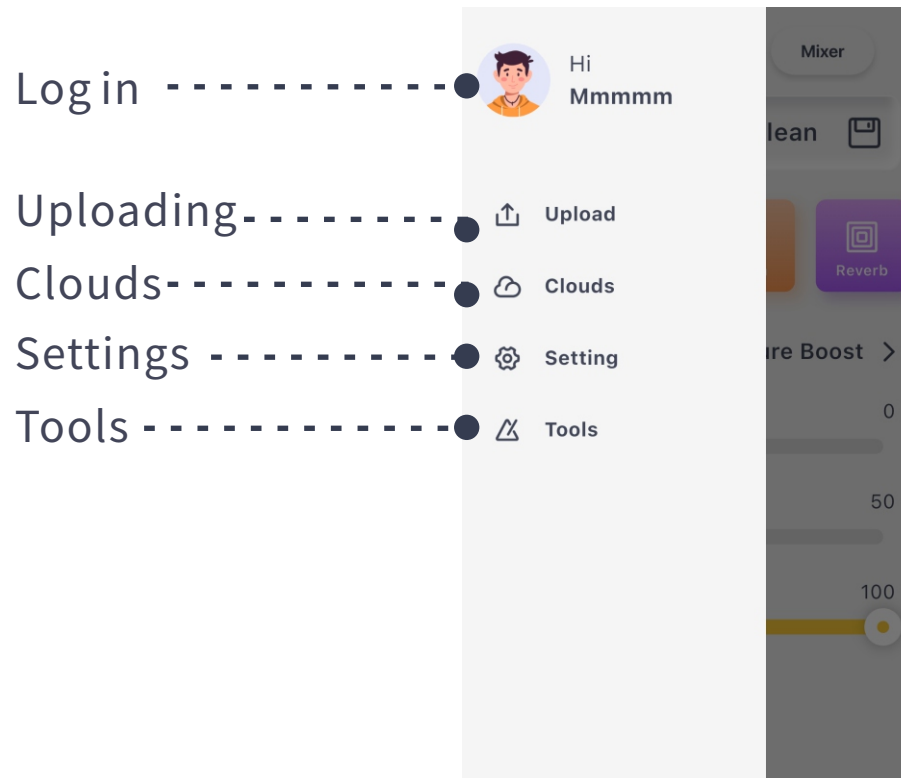 Mixer
Log in
Hi
Mmmmm
lean
Uploading
Upload
Reverb
Clouds
Clouds
Settings
Setting
ure Boost
0
Tools
Tools
50
100